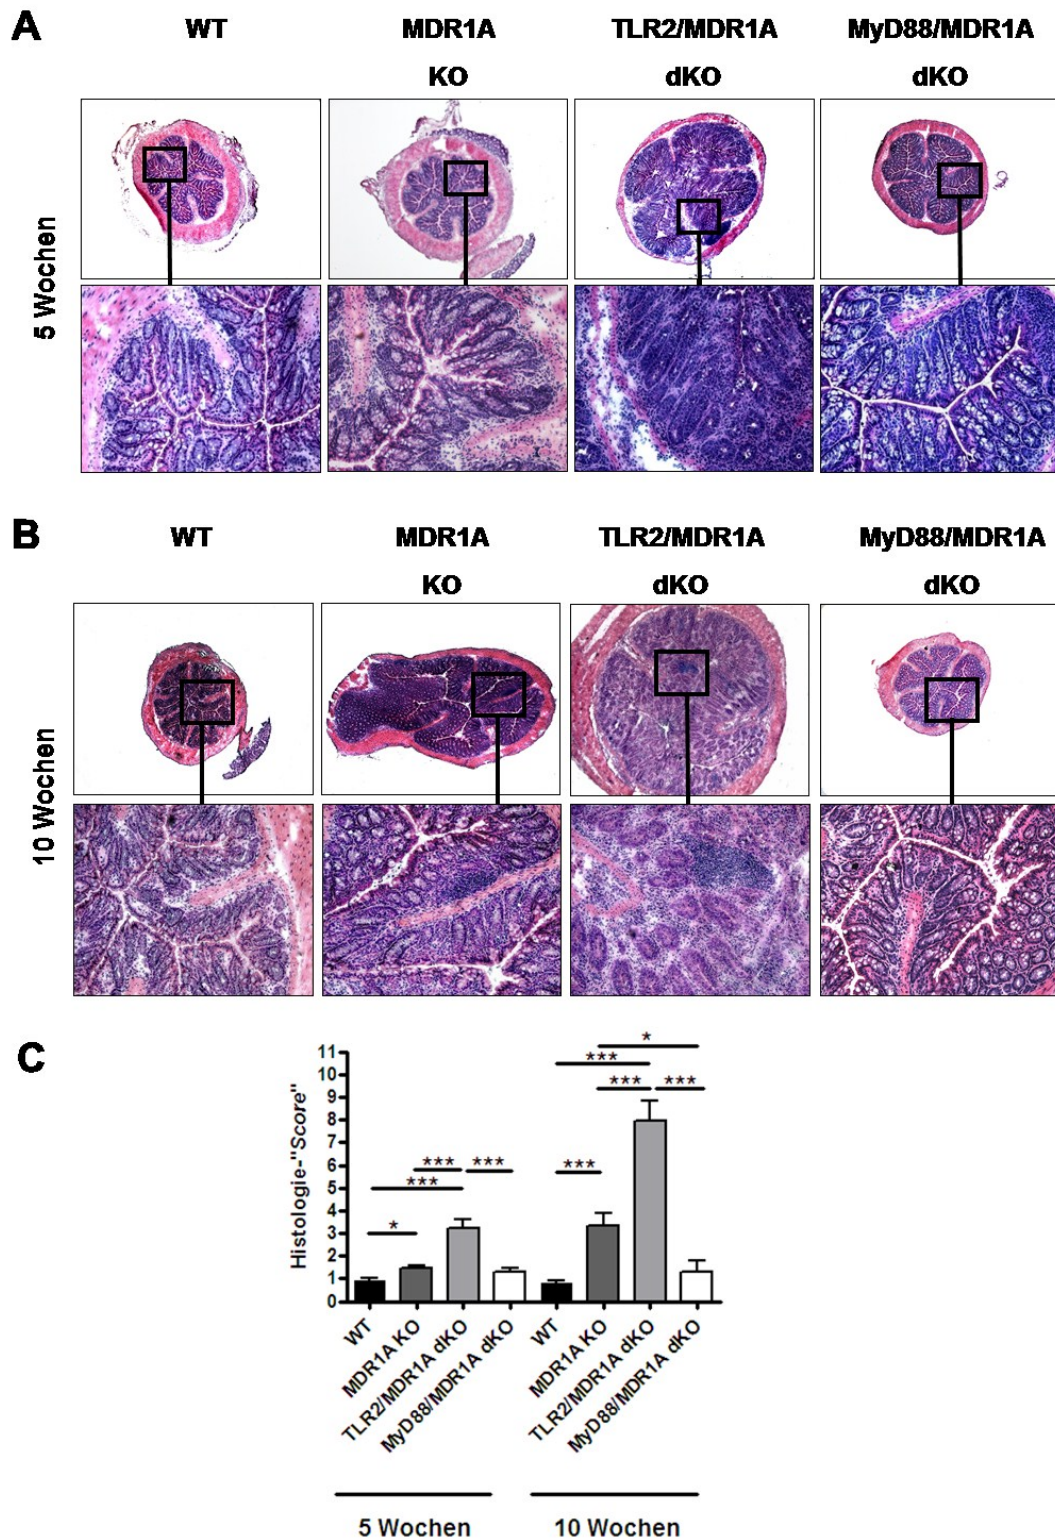 A
WT
MDR1A
KO
TLR2/MDR1A
dKO
MyD88/MDR1A
dKO
5 Wochen
B
WT
MDR1A
KO
TLR2/MDR1A
dKO
MyD88/MDR1A
dKO
10 Wochen
C
Histologie-"Score"
11
10
9
8
7
6
5
4
3
2
1
0
*
***
***
***
***
***
***
***
*
WT
MDR1A KO
TLR2/MDR1A dKO
MyD88/MDR1A dKO
WT
MDR1A KO
TLR2/MDR1A dKO
MyD88/MDR1A dKO
5 Wochen
10 Wochen